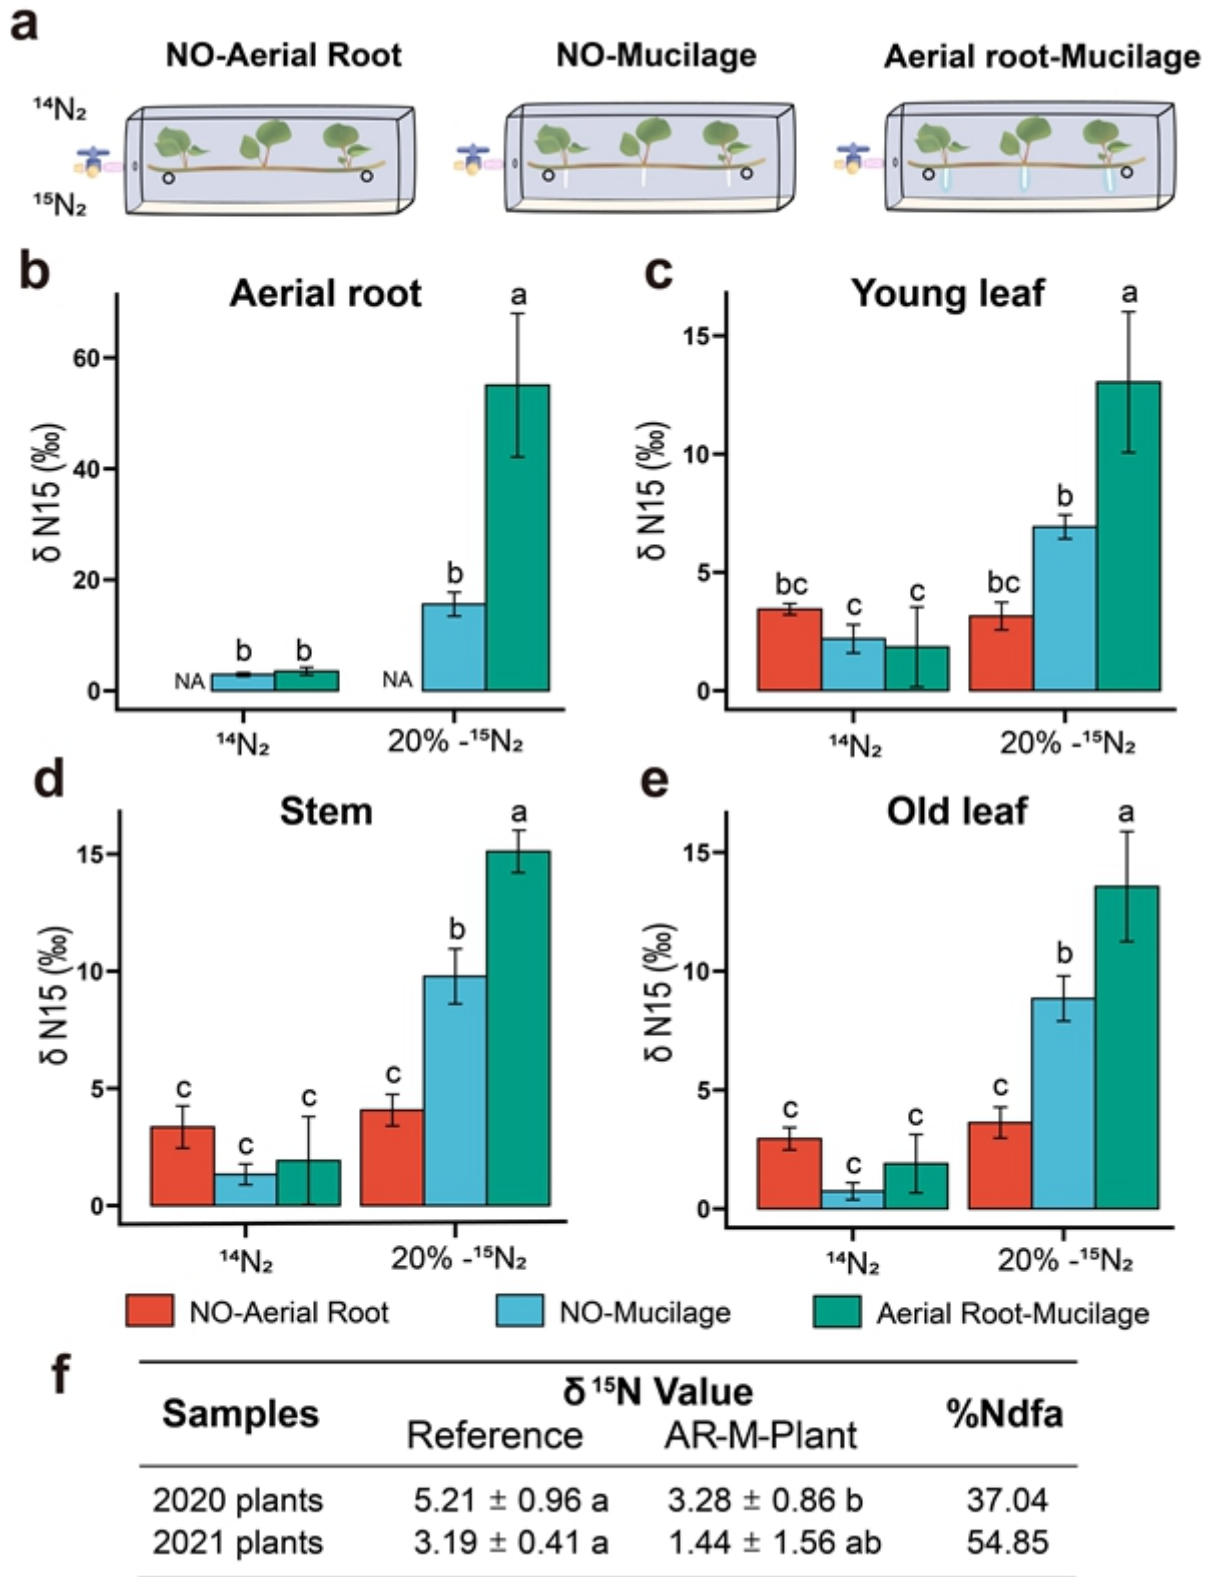 a
NO-Aerial Root NO-Mucilage Aerial root-Mucilage
¹⁴N₂
¹⁵N₂
b
Aerial root
δ N15 (‰)
60
40
20
0
NA b b NA b a
¹⁴N₂ 20% -¹⁵N₂
c
Young leaf
δ N15 (‰)
15
10
5
0
bc c c bc b a
¹⁴N₂ 20% -¹⁵N₂
d
Stem
δ N15 (‰)
15
10
5
0
c c c c b a
¹⁴N₂ 20% -¹⁵N₂
e
Old leaf
δ N15 (‰)
15
10
5
0
c c c c b a
¹⁴N₂ 20% -¹⁵N₂
NO-Aerial Root NO-Mucilage Aerial Root-Mucilage
f
Samples δ ¹⁵N Value %Ndfa
Reference AR-M-Plant
2020 plants 5.21 ± 0.96 a 3.28 ± 0.86 b 37.04
2021 plants 3.19 ± 0.41 a 1.44 ± 1.56 ab 54.85